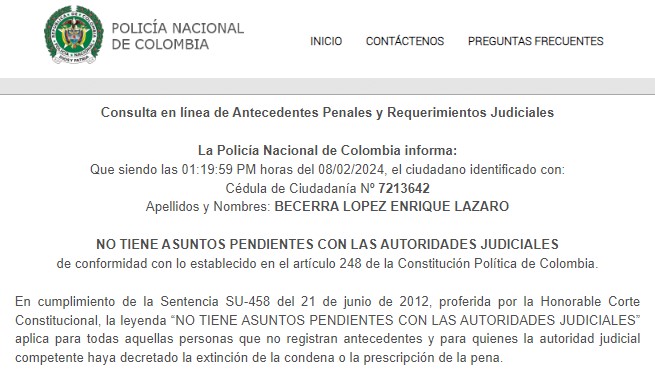 POLICÍA NACIONAL
DE COLOMBIA
INICIO CONTÁCTENOS PREGUNTAS FRECUENTES
Consulta en línea de Antecedentes Penales y Requerimientos Judiciales
La Policía Nacional de Colombia informa:
Que siendo las 01:19:59 PM horas del 08/02/2024, el ciudadano identificado con:
Cédula de Ciudadanía Nº 7213642
Apellidos y Nombres: BECERRA LOPEZ ENRIQUE LAZARO
NO TIENE ASUNTOS PENDIENTES CON LAS AUTORIDADES JUDICIALES
de conformidad con lo establecido en el artículo 248 de la Constitución Política de Colombia.
En cumplimiento de la Sentencia SU-458 del 21 de junio de 2012, proferida por la Honorable Corte
Constitucional, la leyenda “NO TIENE ASUNTOS PENDIENTES CON LAS AUTORIDADES JUDICIALES”
aplica para todas aquellas personas que no registran antecedentes y para quienes la autoridad judicial
competente haya decretado la extinción de la condena o la prescripción de la pena.